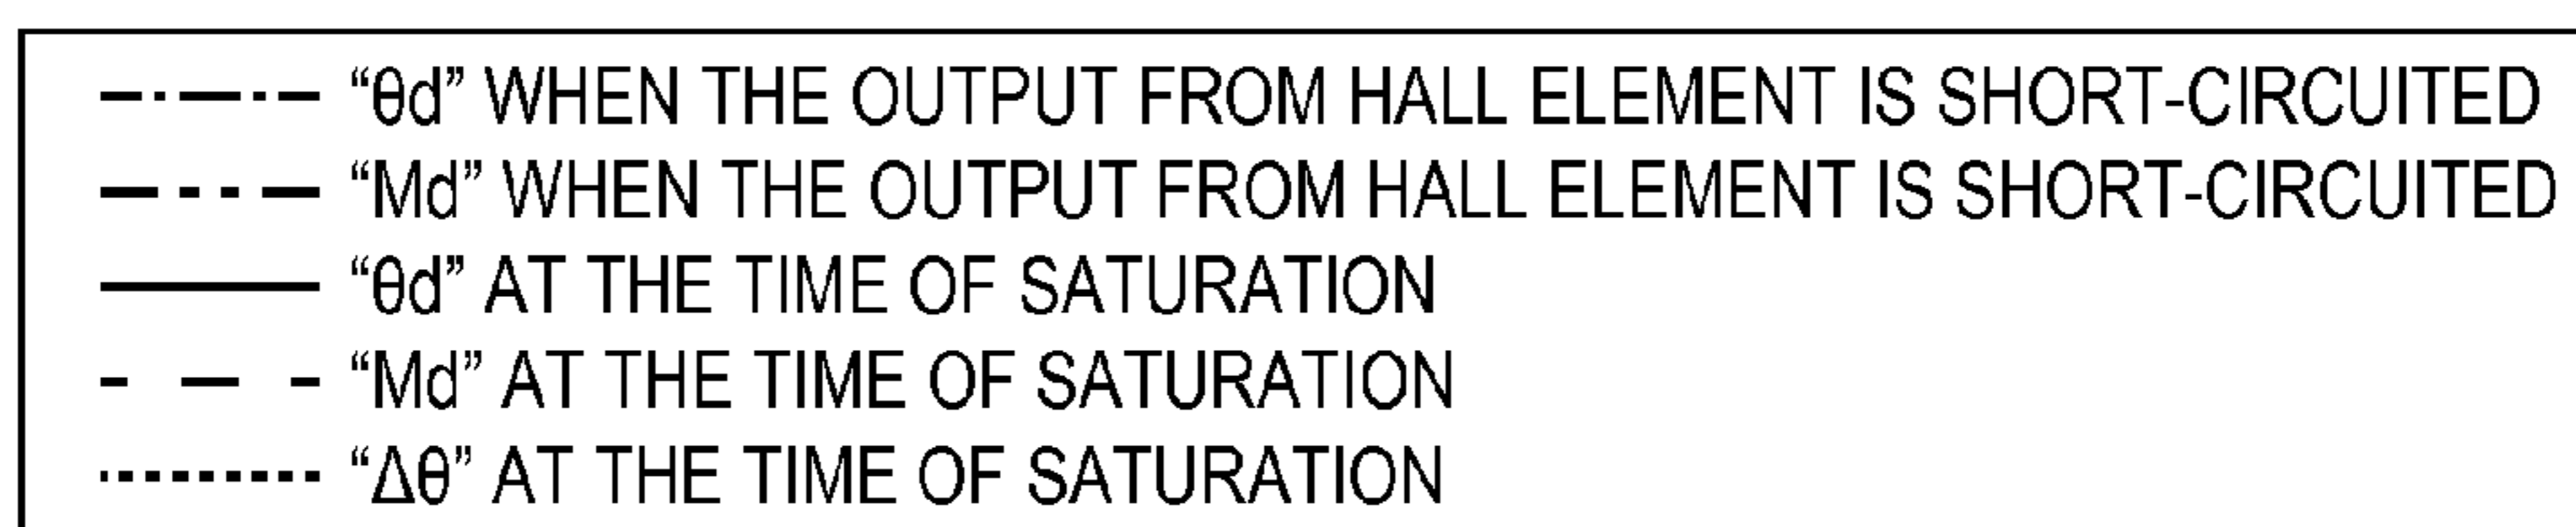 “θd” WHEN THE OUTPUT FROM HALL ELEMENT IS SHORT-CIRCUITED
“Md” WHEN THE OUTPUT FROM HALL ELEMENT IS SHORT-CIRCUITED
“θd” AT THE TIME OF SATURATION
“Md” AT THE TIME OF SATURATION
“Δθ” AT THE TIME OF SATURATION